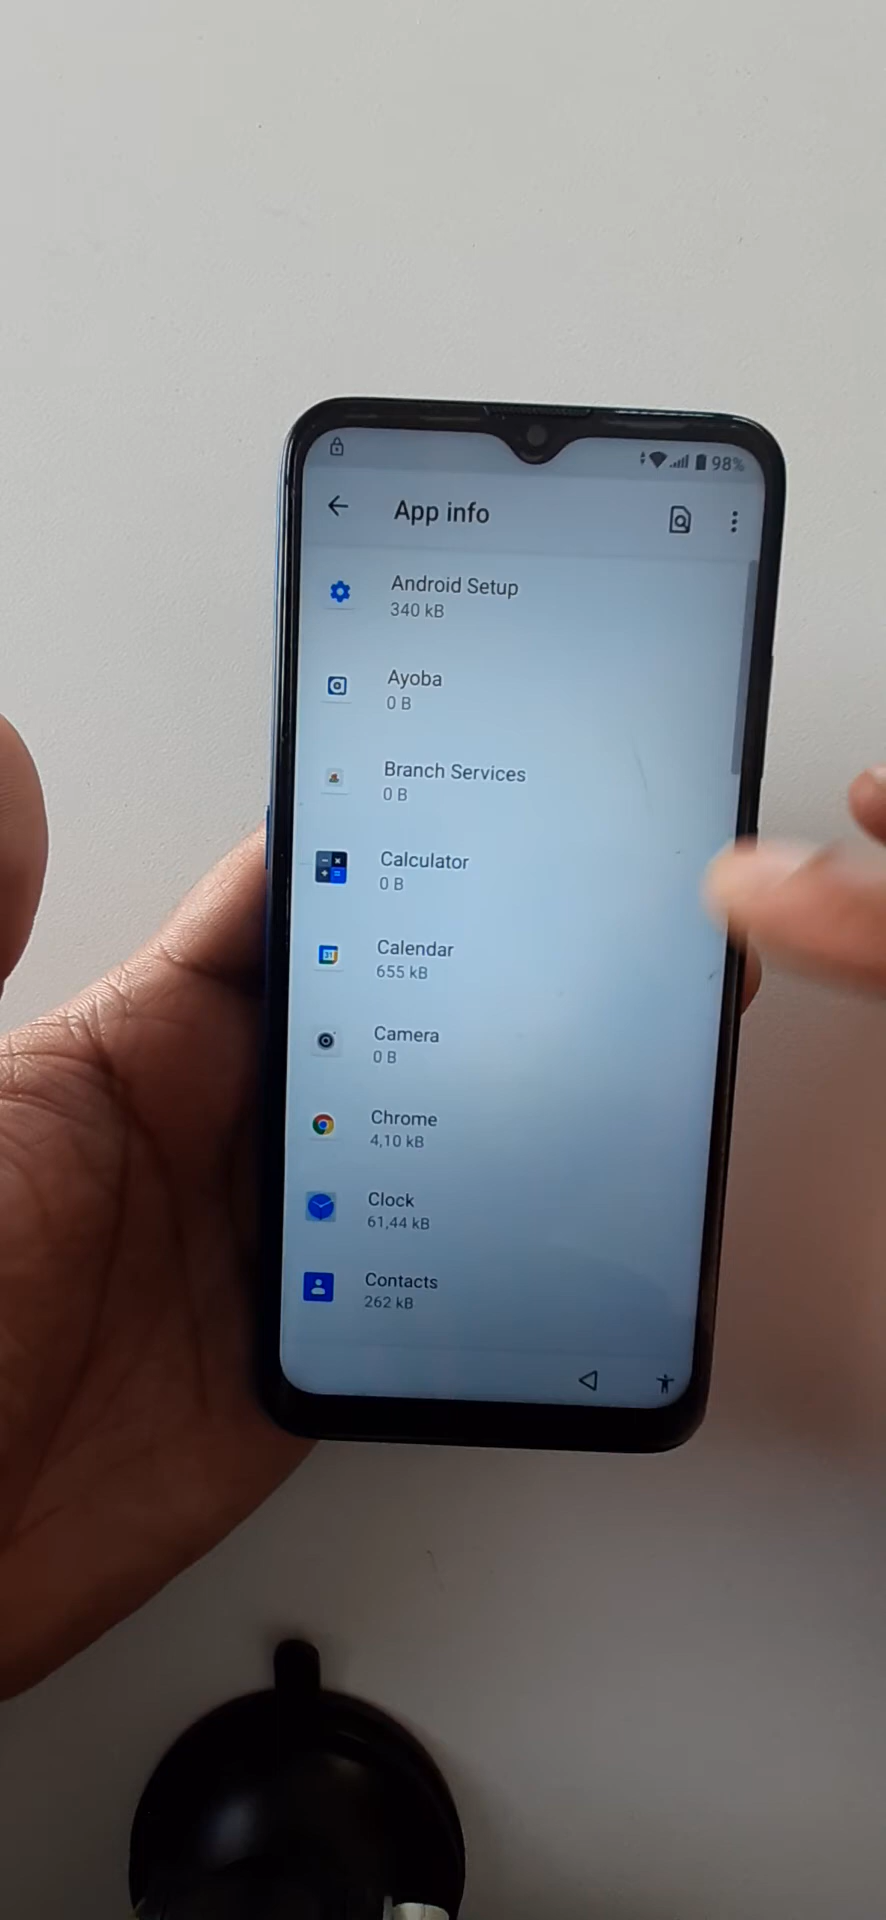 98%
App info
Android Setup
340 kB
Ayoba
0 B
Branch Services
0 B
Calculator
0 B
31
Calendar
655 kB
Camera
0 B
Chrome
4,10 kB
Clock
61,44 kB
Contacts
262 kB